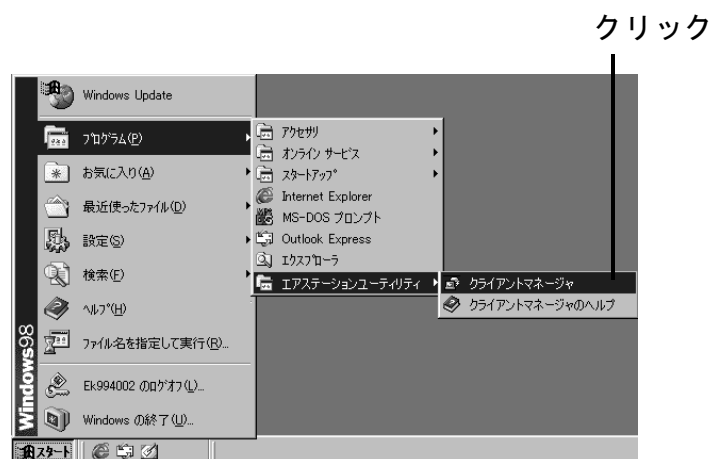 クリック
Windows Update
プログラム(P)
お気に入り(A)
最近使ったファイル(D)
設定(S)
検索(F)
ヘルプ(H)
ファイル名を指定して実行(R)...
Ek994002 のログオフ(L)...
Windows の終了(U)...
Windows98
スタート
アクセサリ
オンライン サービス
スタートアップ
Internet Explorer
MS-DOS プロンプト
Outlook Express
エクスプローラ
エアステーションユーティリティ
クライアントマネージャ
クライアントマネージャのヘルプ